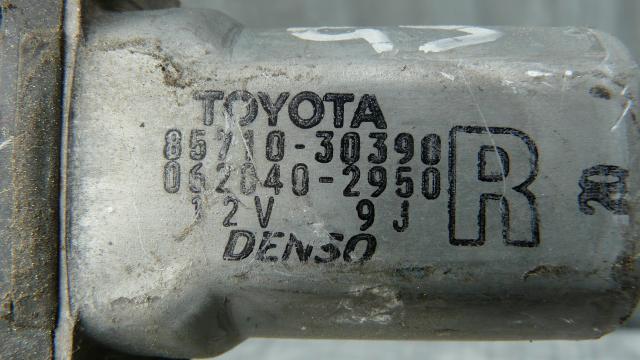 TOYOTA
85710-30390
062040-2950
12V 9J
DENSO
R